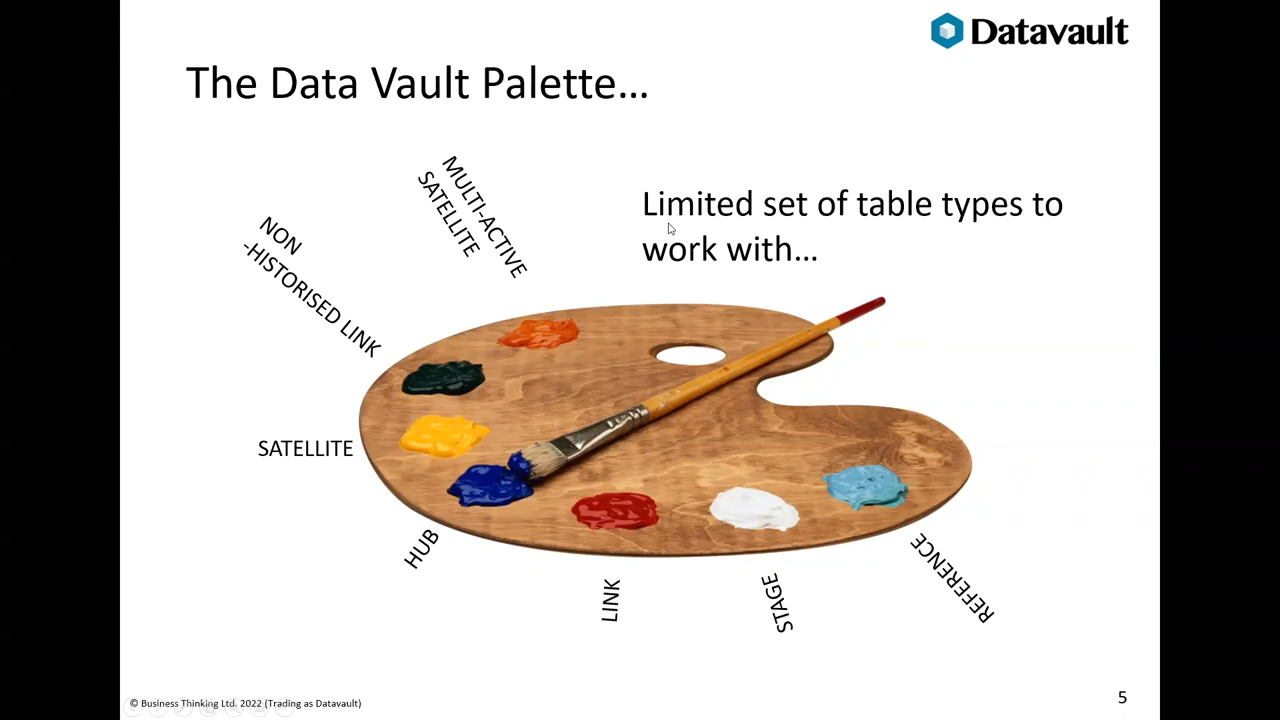 Datavault
The Data Vault Palette...
MULTI-ACTIVE
SATELLITE
Limited set of table types to
work with...
NON
-HISTORISED LINK
SATELLITE
HUB
LINK
STAGE
REFERENCE
© Business Thinking Ltd. 2022 (Trading as Datavault)
5